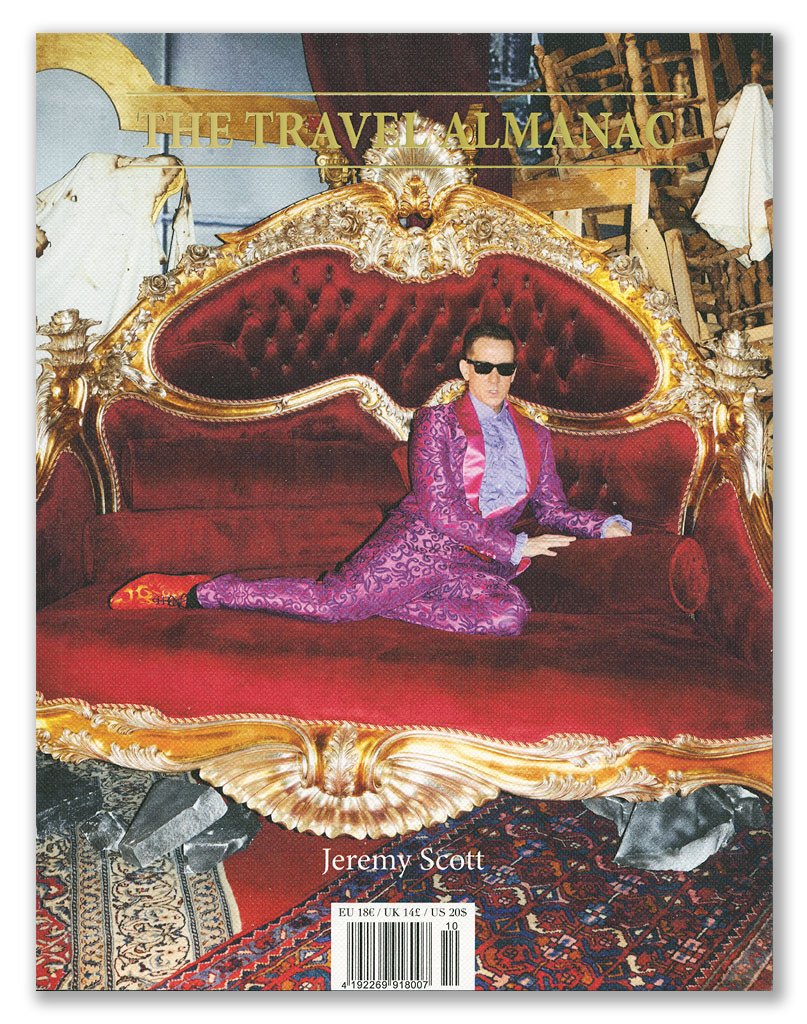 THE TRAVEL ALMANAC
Jeremy Scott
EU 18€ / UK 14£ / US 20$
10
4 192269 918007